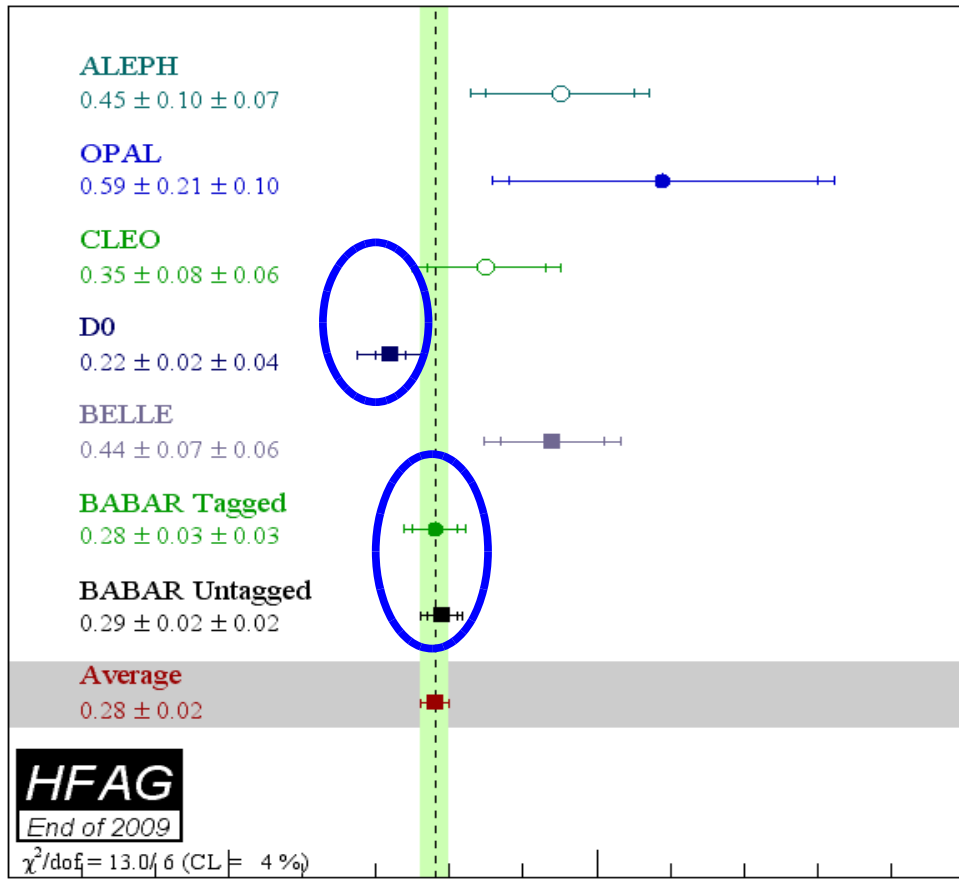 ALEPH
0.45 ± 0.10 ± 0.07
OPAL
0.59 ± 0.21 ± 0.10
CLEO
0.35 ± 0.08 ± 0.06
D0
0.22 ± 0.02 ± 0.04
BELLE
0.44 ± 0.07 ± 0.06
BABAR Tagged
0.28 ± 0.03 ± 0.03
BABAR Untagged
0.29 ± 0.02 ± 0.02
Average
0.28 ± 0.02
HFAG
End of 2009
χ²/dof = 13.0/ 6 (CL = 4 %)